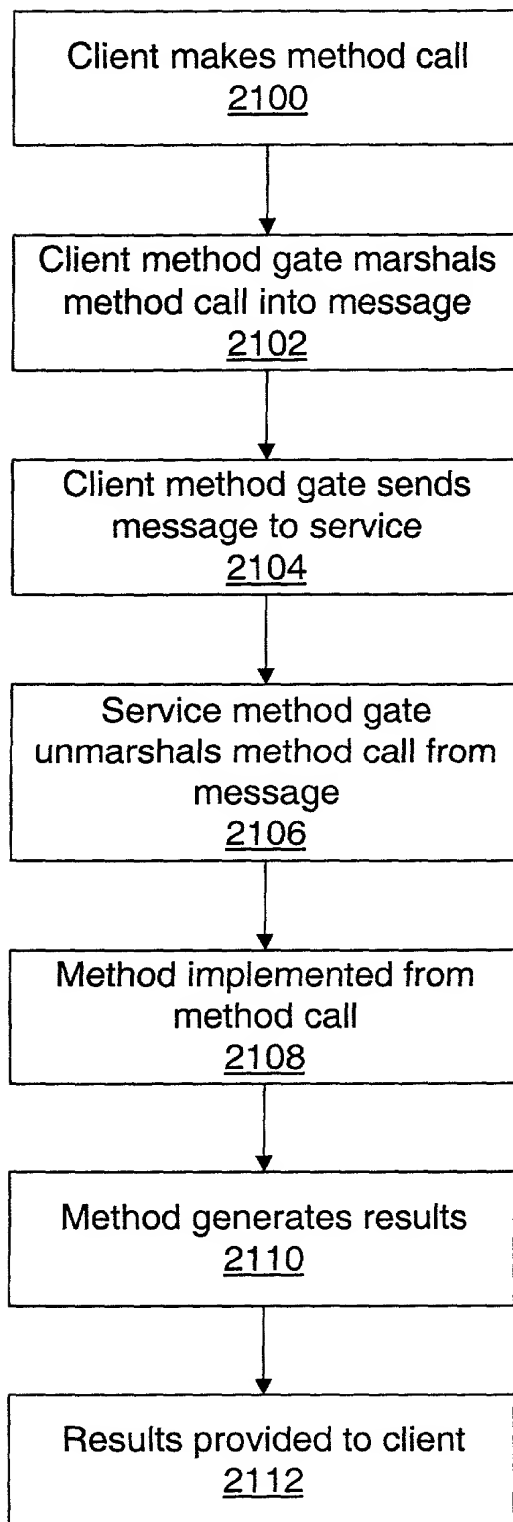 Client makes method call
2100
Client method gate marshals
method call into message
2102
Client method gate sends
message to service
2104
Service method gate
unmarshals method call from
message
2106
Method implemented from
method call
2108
Method generates results
2110
Results provided to client
2112